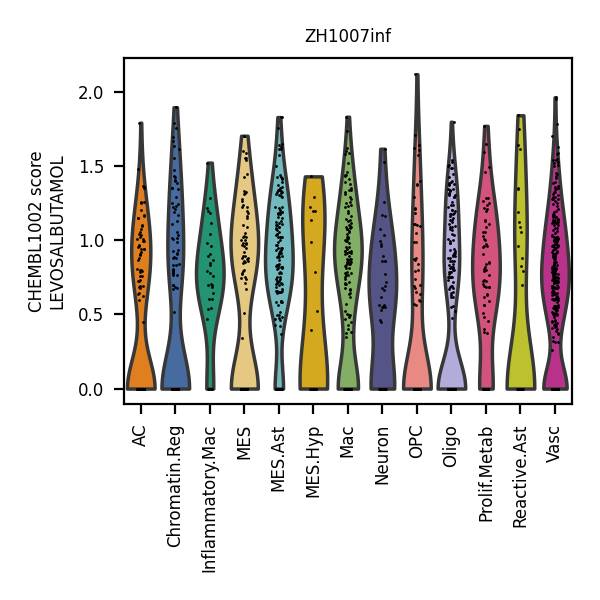 ZH1007inf
CHEMBL1002 score
LEVOSALBUTAMOL
2.0
1.5
1.0
0.5
0.0
AC
Chromatin.Reg
Inflammatory.Mac
MES
MES.Ast
MES.Hyp
Mac
Neuron
OPC
Oligo
Prolif.Metab
Reactive.Ast
Vasc